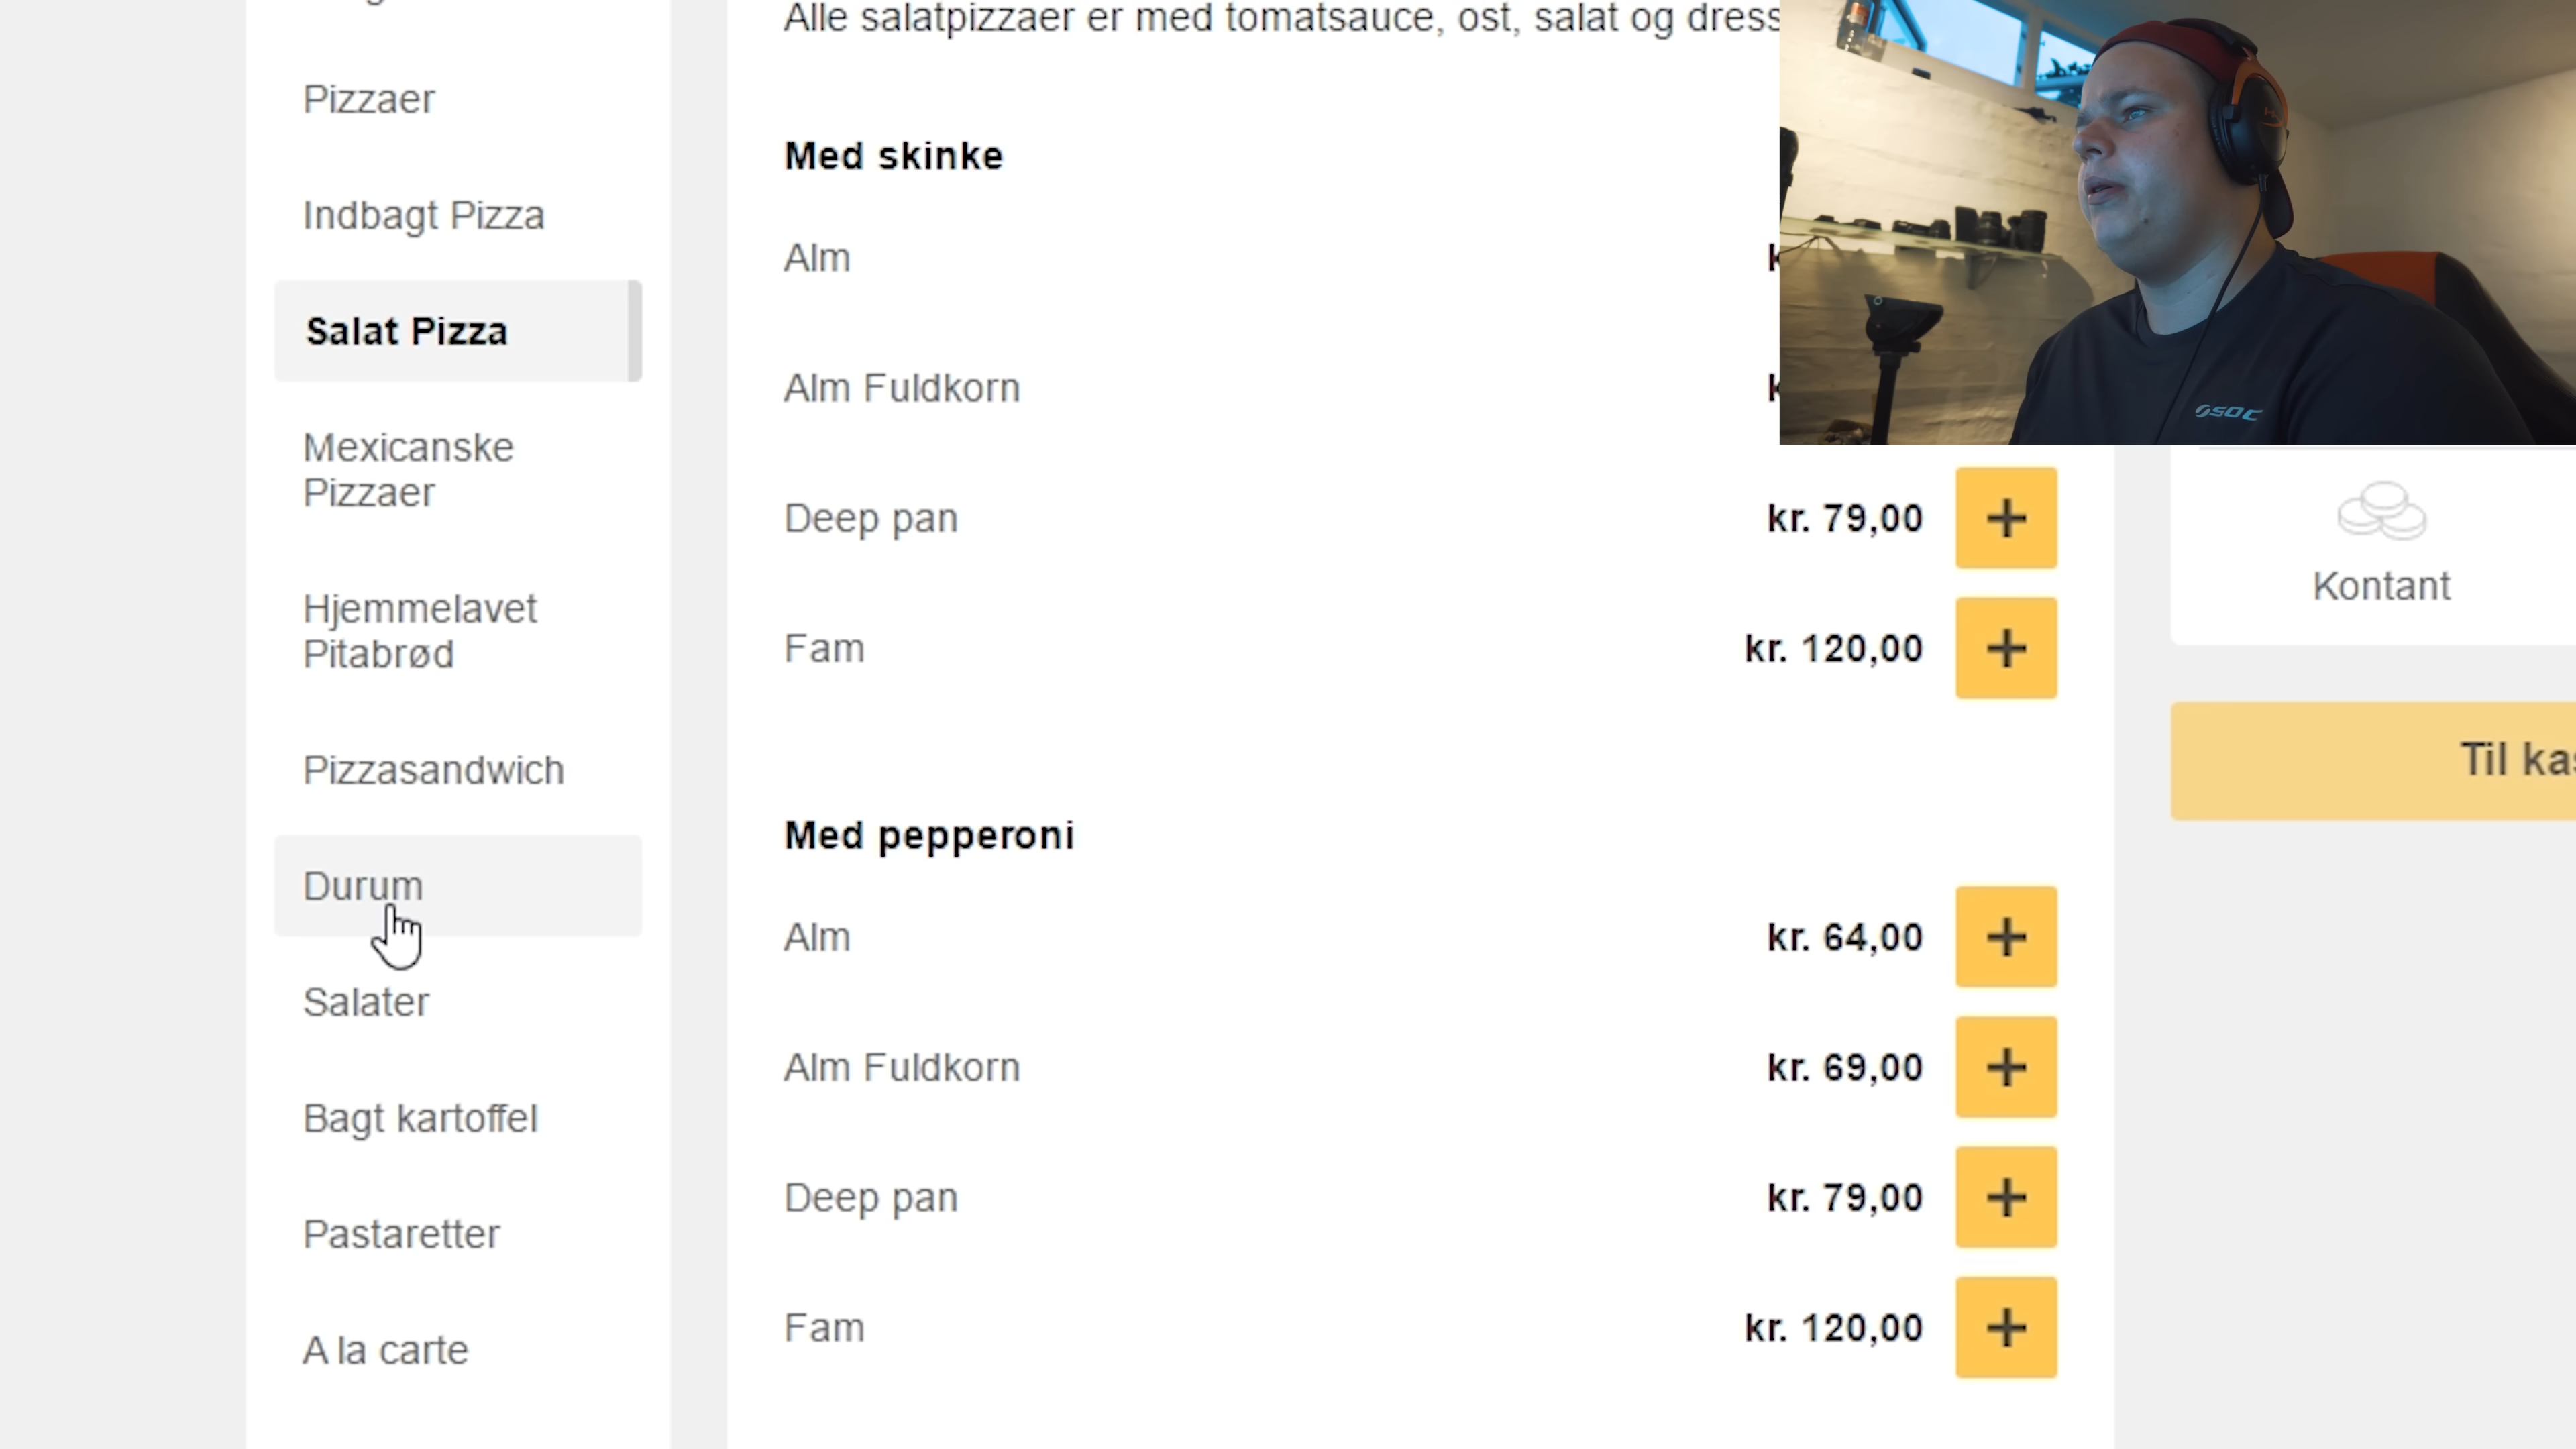 Pizzaer
Indbagt Pizza
Salat Pizza
Mexicanske
Pizzaer
Hjemmelavet
Pitabrød
Pizzasandwich
Durum
Salater
Bagt kartoffel
Pastaretter
A la carte
Alle salatpizzaer er med tomatsauce, ost, salat og
Med skinke
Alm
Alm Fuldkorn
Deep pan kr. 79,00 +
Fam kr. 120,00 +
Med pepperoni
Alm kr. 64,00 +
Alm Fuldkorn kr. 69,00 +
Deep pan kr. 79,00 +
Fam kr. 120,00 +
SOC
Kontant
Til